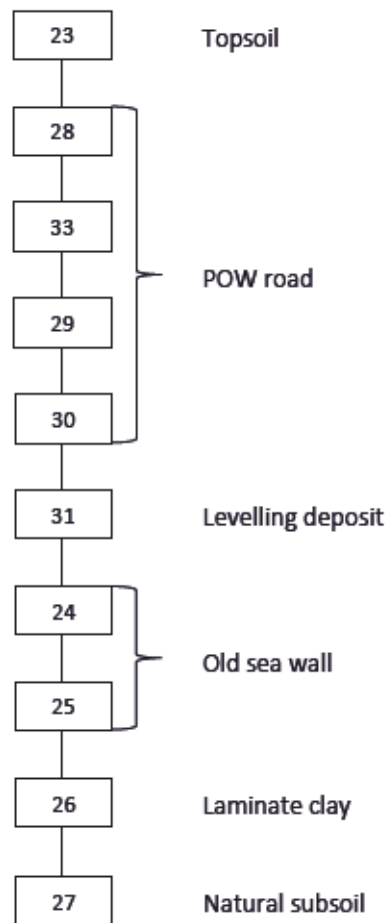 23 Topsoil
28
33
POW road
29
30
31 Levelling deposit
24
Old sea wall
25
26 Laminate clay
27 Natural subsoil